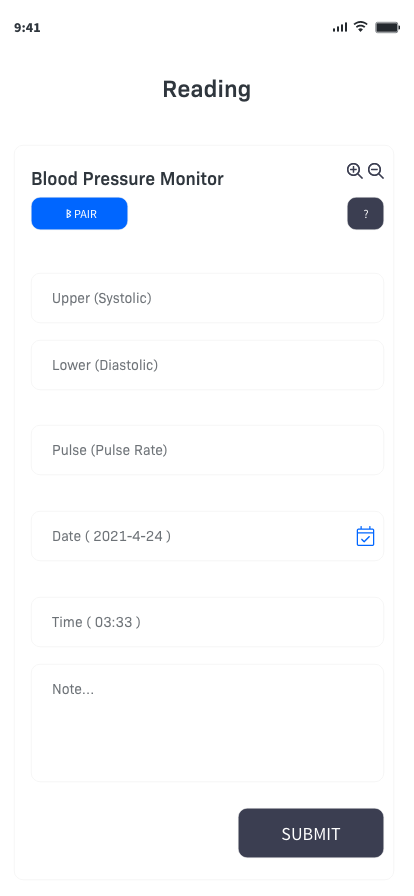 9:41
Reading
Blood Pressure Monitor
PAIR
?
Upper (Systolic)
Lower (Diastolic)
Pulse (Pulse Rate)
Date ( 2021-4-24 )
Time ( 03:33 )
Note...
SUBMIT